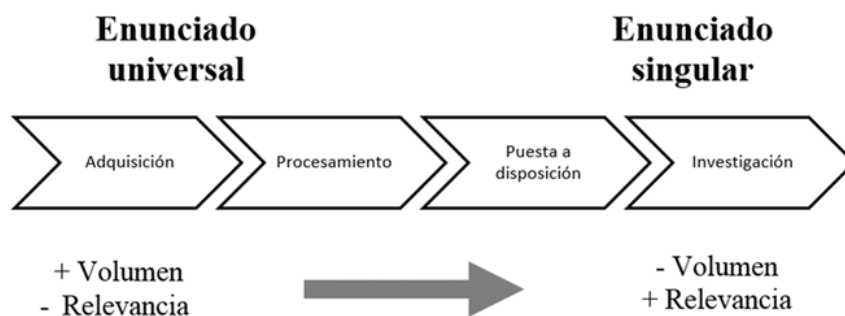 Enunciado
universal
Enunciado
singular
Adquisición
Procesamiento
Puesta a
disposición
Investigación
+ Volumen
- Relevancia
- Volumen
+ Relevancia